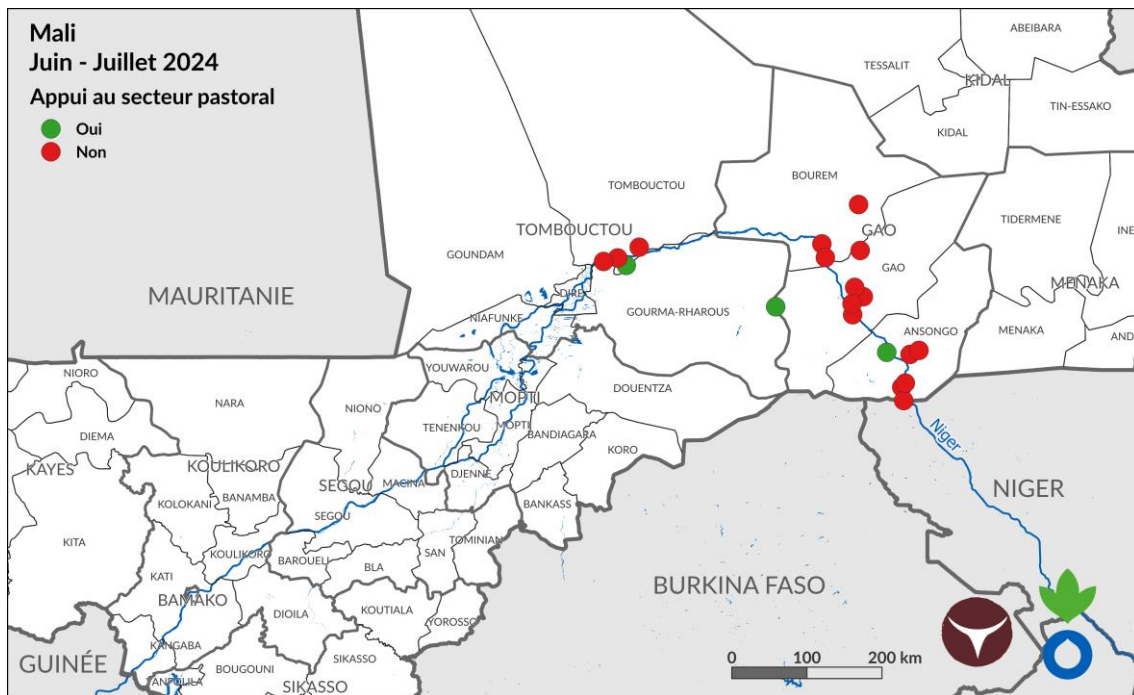 Mali
Juin - Juillet 2024
Appui au secteur pastoral
Oui
Non
ABEIBARA
TESSALIT
KIDAL
TIN-ESSAKO
KIDAL
BOUREM
TOMBOUCTOU
TIDERMENE
TOMBOUCTOU
GAO
INE
GOUNDAM
GAO
MENAKA
MAURITANIE
DIRE
GOURMA-RHAROUS
NIAFUNKE
ANSONGO
MENAKA
AND
YOUWAROU
NIORO
DOUENTZA
NARA
NIONO
MOPTI
TENENKOU
MOPTI
DIEMA
BANDIAGARA
Niger
KORO
KAYES
KOULIKORO
DJENNE
SEGOU
MACINA
NIGER
KOLOKANI
BANAMBA
BANKASS
SEGOU
KITA
TOMINIAN
KOULIKORO
SAN
BAROUELI
BLA
KATI
BURKINA FASO
BAMAKO
DIOILA
KOUTIALA
YOROSSO
KANGABA
GUINÉE
SIKASSO
BOUGOUNI
SIKASSO
0 100 200 km